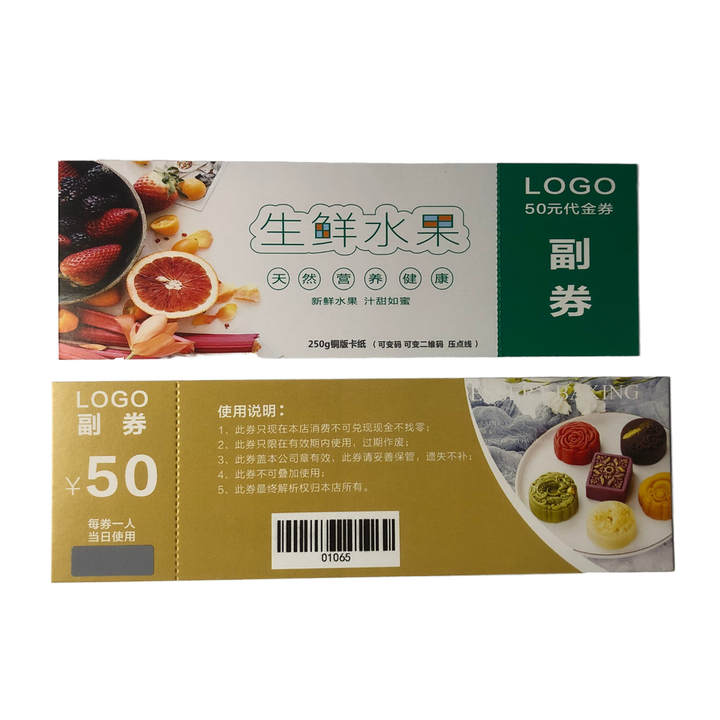 生鲜水果
天然营养健康
新鲜水果 汁甜如蜜
250g铜版卡纸 （可变码 可变二维码 压点线）
LOGO
50元代金券
副券
LOGO
副 券
￥50
每券一人
当日使用
使用说明：
1、此券只现在本店消费不可兑现现金不找零；
2、此券只限在有效期内使用，过期作废；
3、此券盖本公司章有效，此券请妥善保管，遗失不补；
4、此券不可叠加使用；
5、此券最终解析权归本店所有。
01065
BAKING